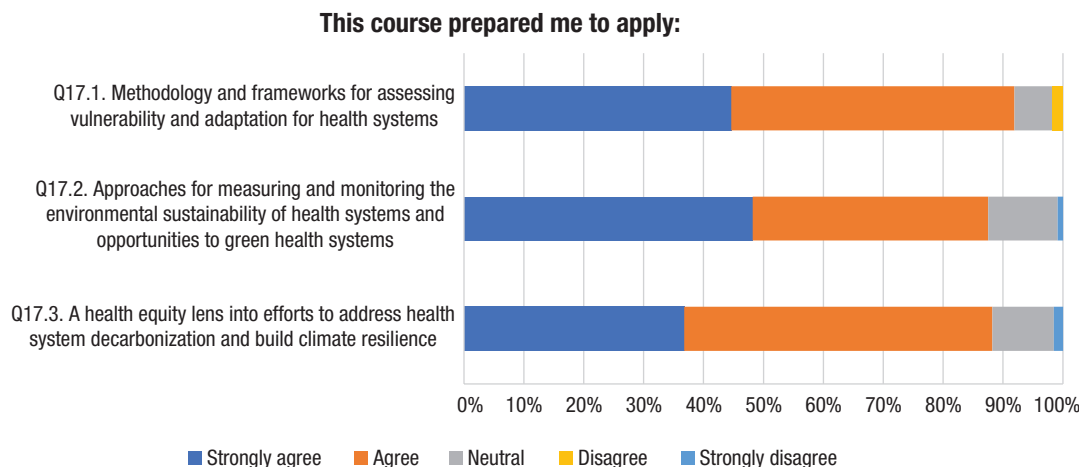 This course prepared me to apply:
Q17.1. Methodology and frameworks for assessing
vulnerability and adaptation for health systems
Q17.2. Approaches for measuring and monitoring the
environmental sustainability of health systems and
opportunities to green health systems
Q17.3. A health equity lens into efforts to address health
system decarbonization and build climate resilience
0% 10% 20% 30% 40% 50% 60% 70% 80% 90% 100%
Strongly agree Agree Neutral Disagree Strongly disagree